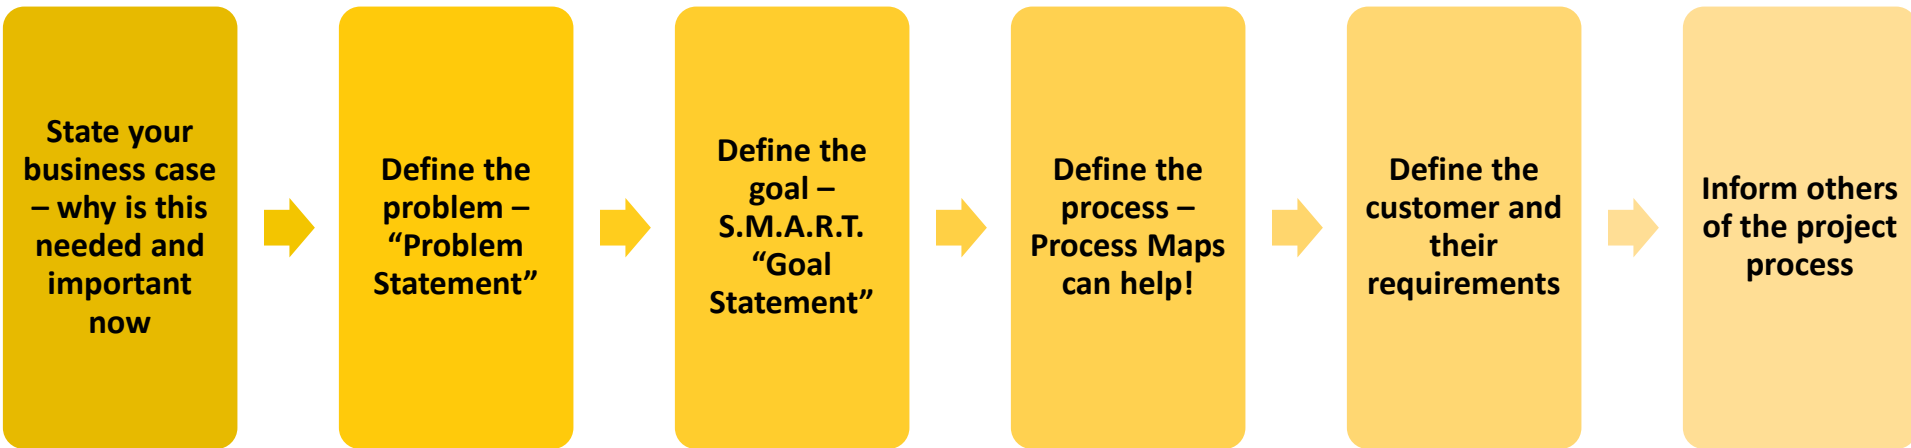 State your
business case
– why is this
needed and
important
now
Define the
problem –
“Problem
Statement”
Define the
goal –
S.M.A.R.T.
“Goal
Statement”
Define the
process –
Process Maps
can help!
Define the
customer and
their
requirements
Inform others
of the project
process